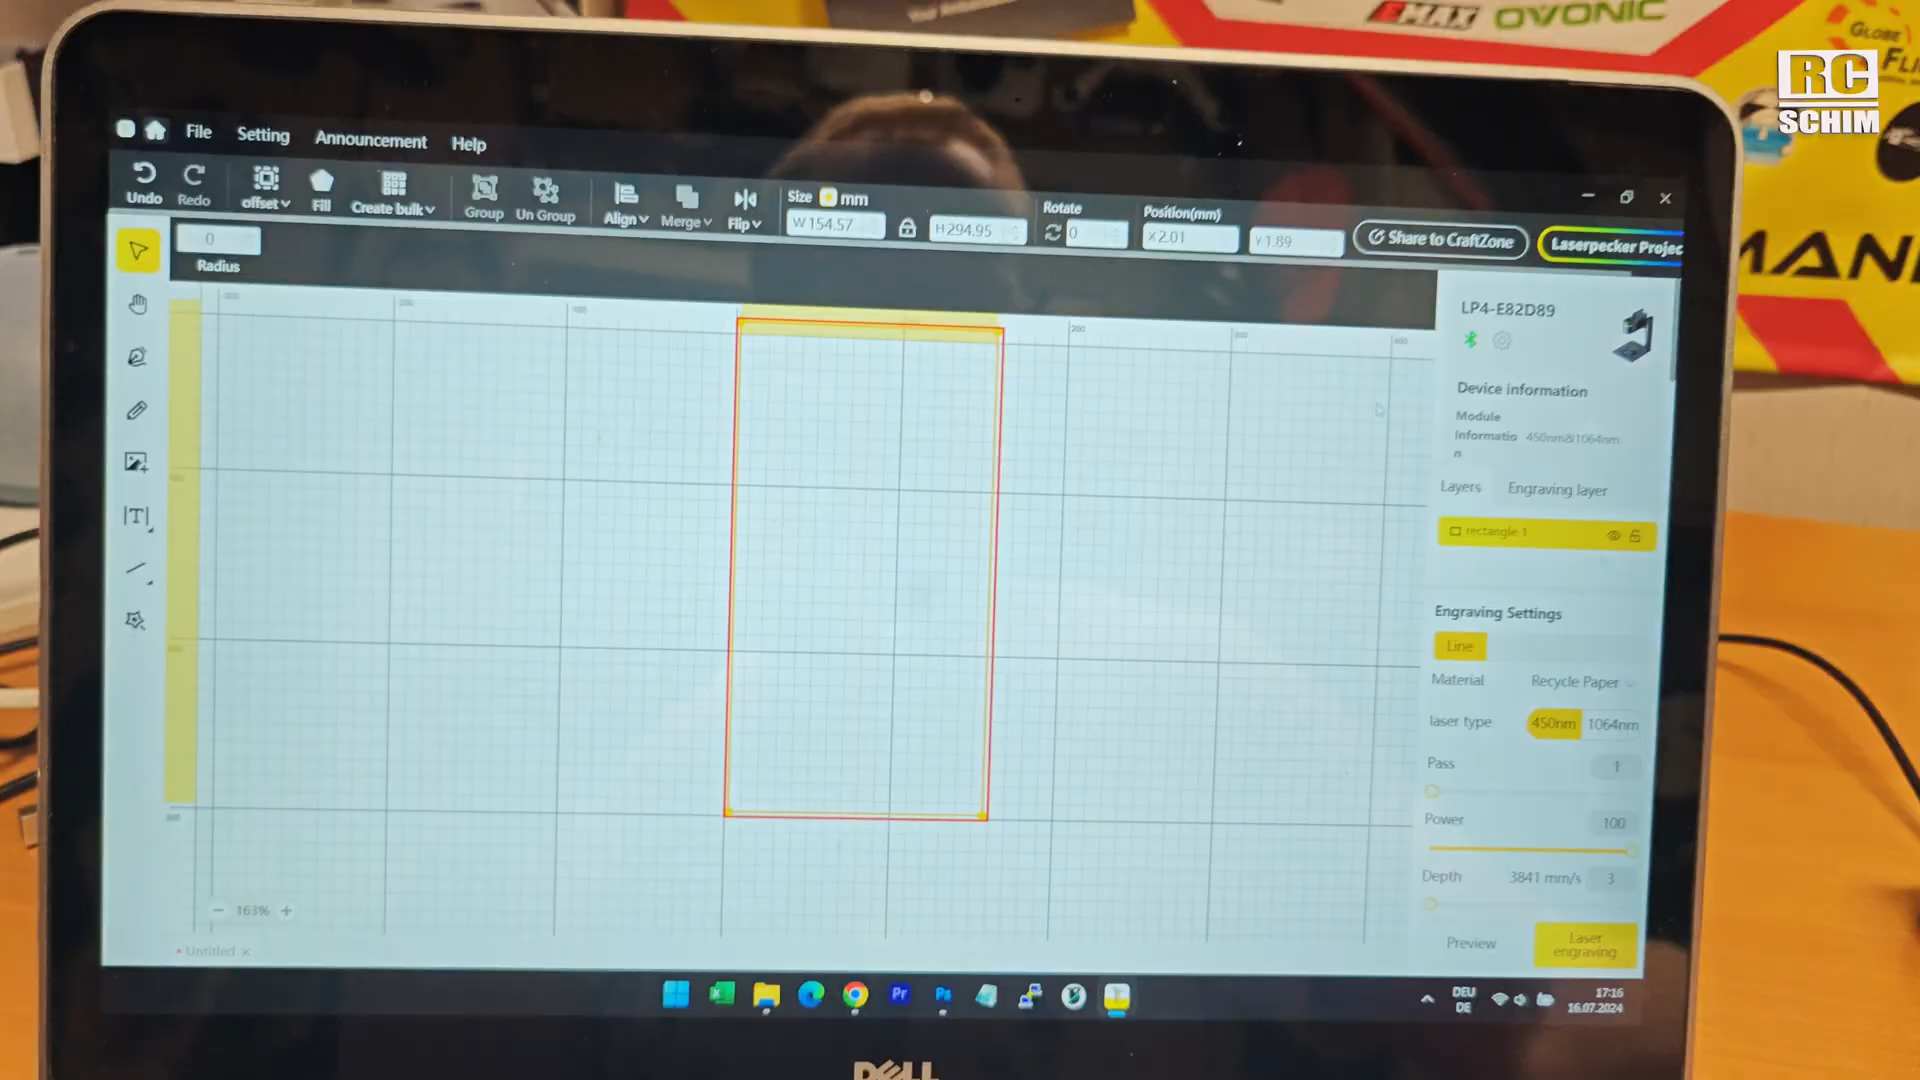 EMAX OVONIC
GLOBE
RC
SCHIM
File Setting Announcement Help
Undo Redo offset Fill Create bulk Group Un Group Align Merge Flip
Size mm
W 154.57 H 294.95
Rotate
0
Position(mm)
X 2.01 Y 1.89
Share to CraftZone
Laserpecker Projec
0
Radius
LP4-E82D89
Device information
Module
Informatio 450nm&1064nm
n
Layers Engraving layer
rectangle 1
Engraving Settings
Line
Material Recycle Paper
laser type 450nm 1064nm
Pass 1
Power 100
Depth 3841 mm/s 3
Preview
Laser
engraving
163%
Untitled
Pr
Ps
DEU
DE
17:16
16.07.2024
DELL